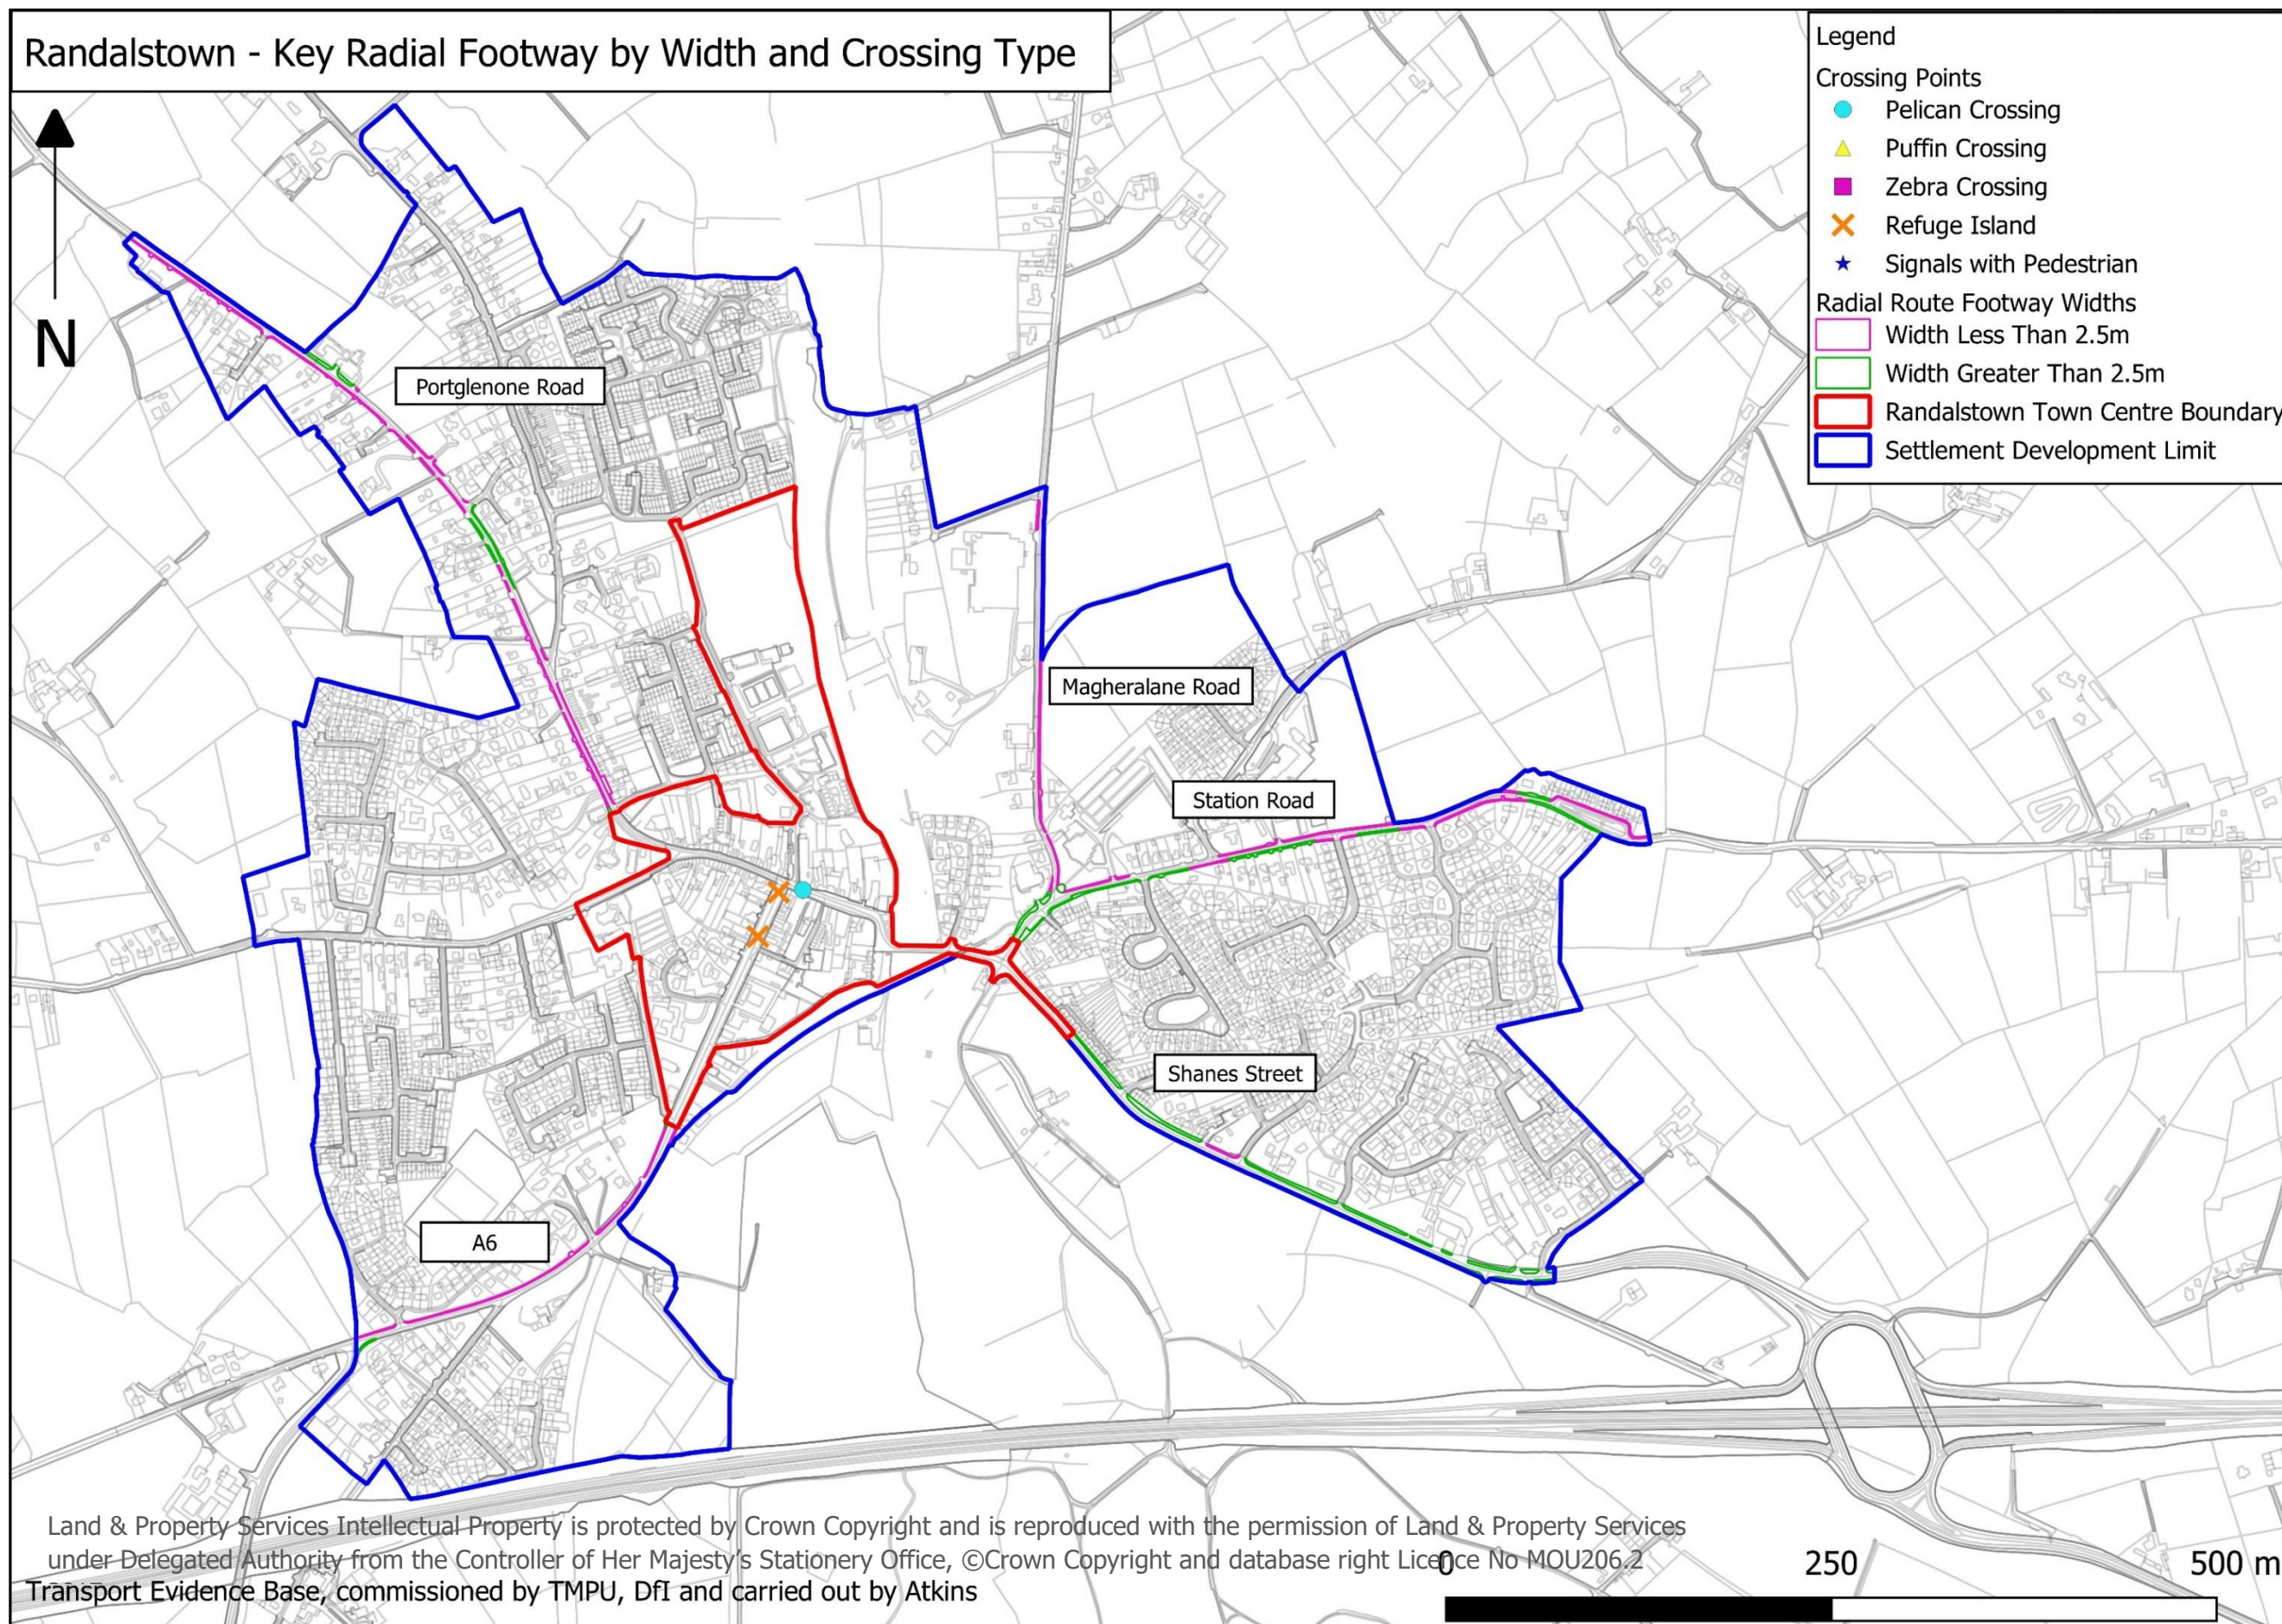 Randalstown - Key Radial Footway by Width and Crossing Type
Legend
Crossing Points
Pelican Crossing
Puffin Crossing
Zebra Crossing
Refuge Island
Signals with Pedestrian
Radial Route Footway Widths
Width Less Than 2.5m
Width Greater Than 2.5m
Randalstown Town Centre Boundary
Settlement Development Limit
N
Portglenone Road
Magheralane Road
Station Road
Shanes Street
A6
Land & Property Services Intellectual Property is protected by Crown Copyright and is reproduced with the permission of Land & Property Services
under Delegated Authority from the Controller of Her Majesty's Stationery Office, ©Crown Copyright and database right Licence No MOU206.2
Transport Evidence Base, commissioned by TMPU, DfI and carried out by Atkins
0 250 500 m